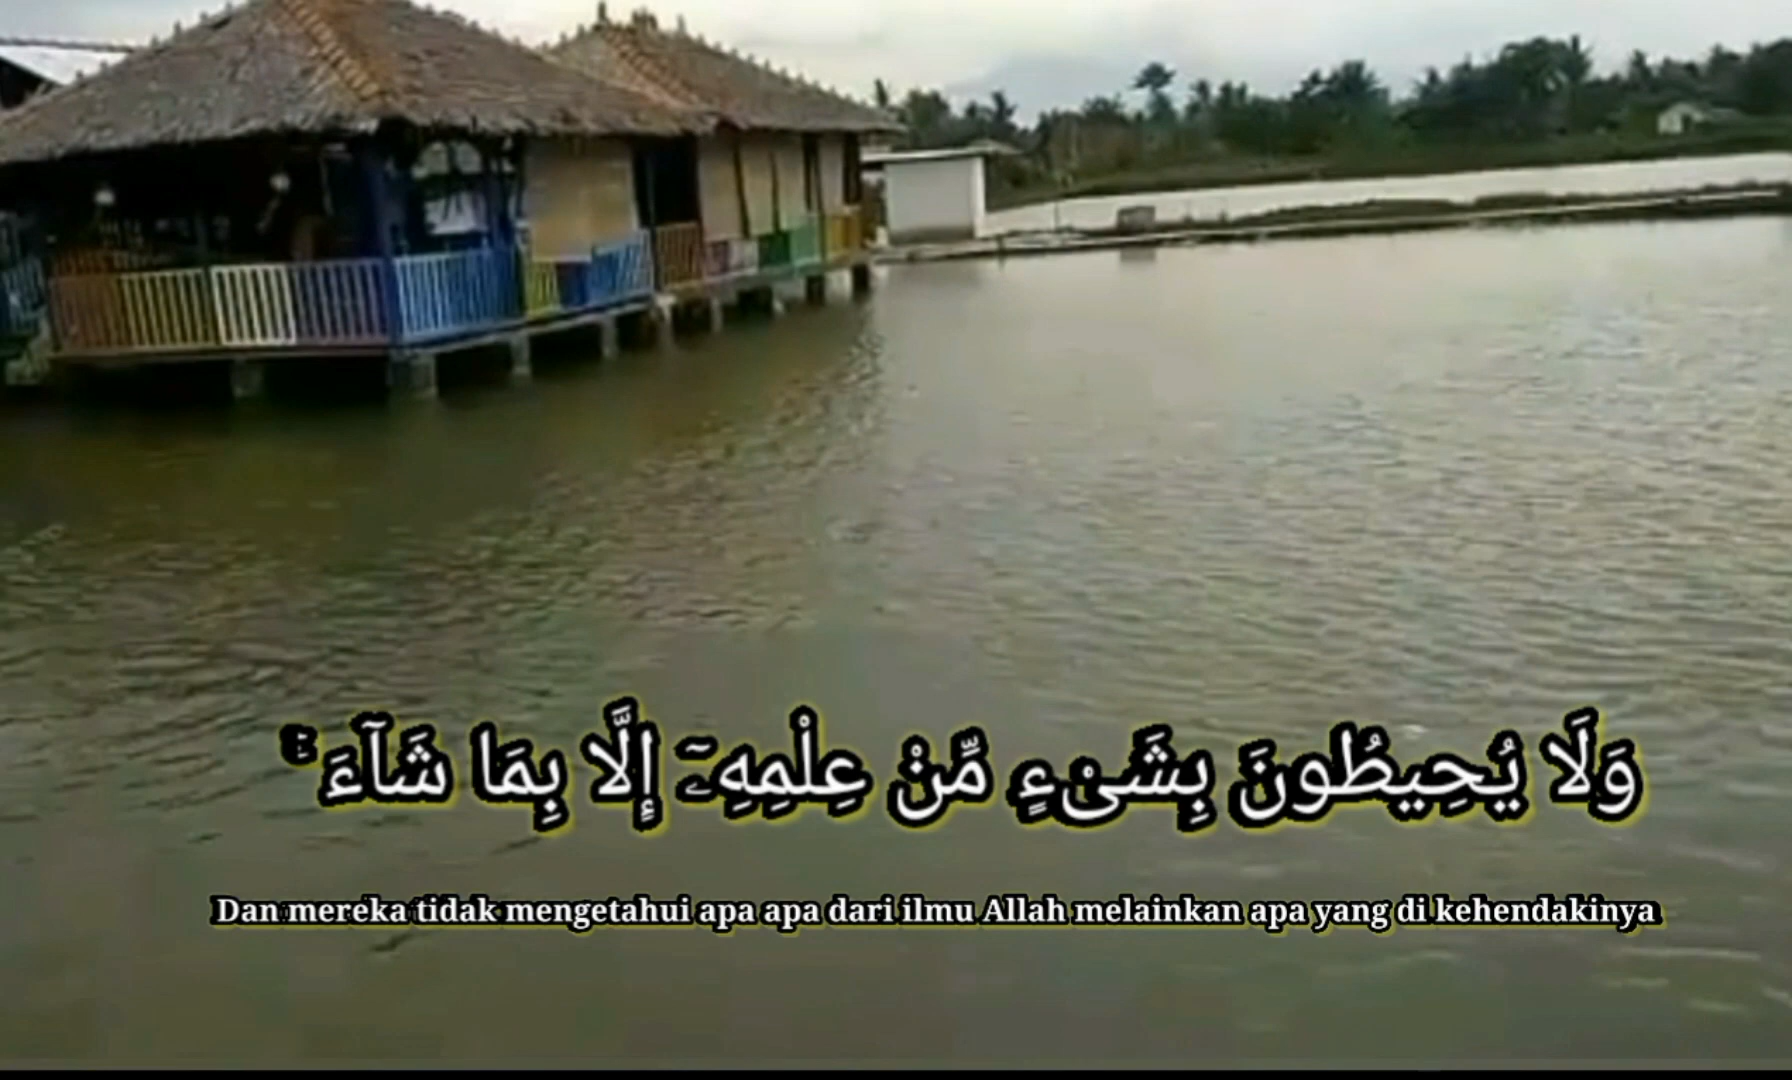 وَلَا يُحِيطُونَ بِشَىْءٍ مِّنْ عِلْمِهِۦٓ إِلَّا بِمَا شَآءَ ۚ
Dan mereka tidak mengetahui apa apa dari ilmu Allah melainkan apa yang di kehendakinya